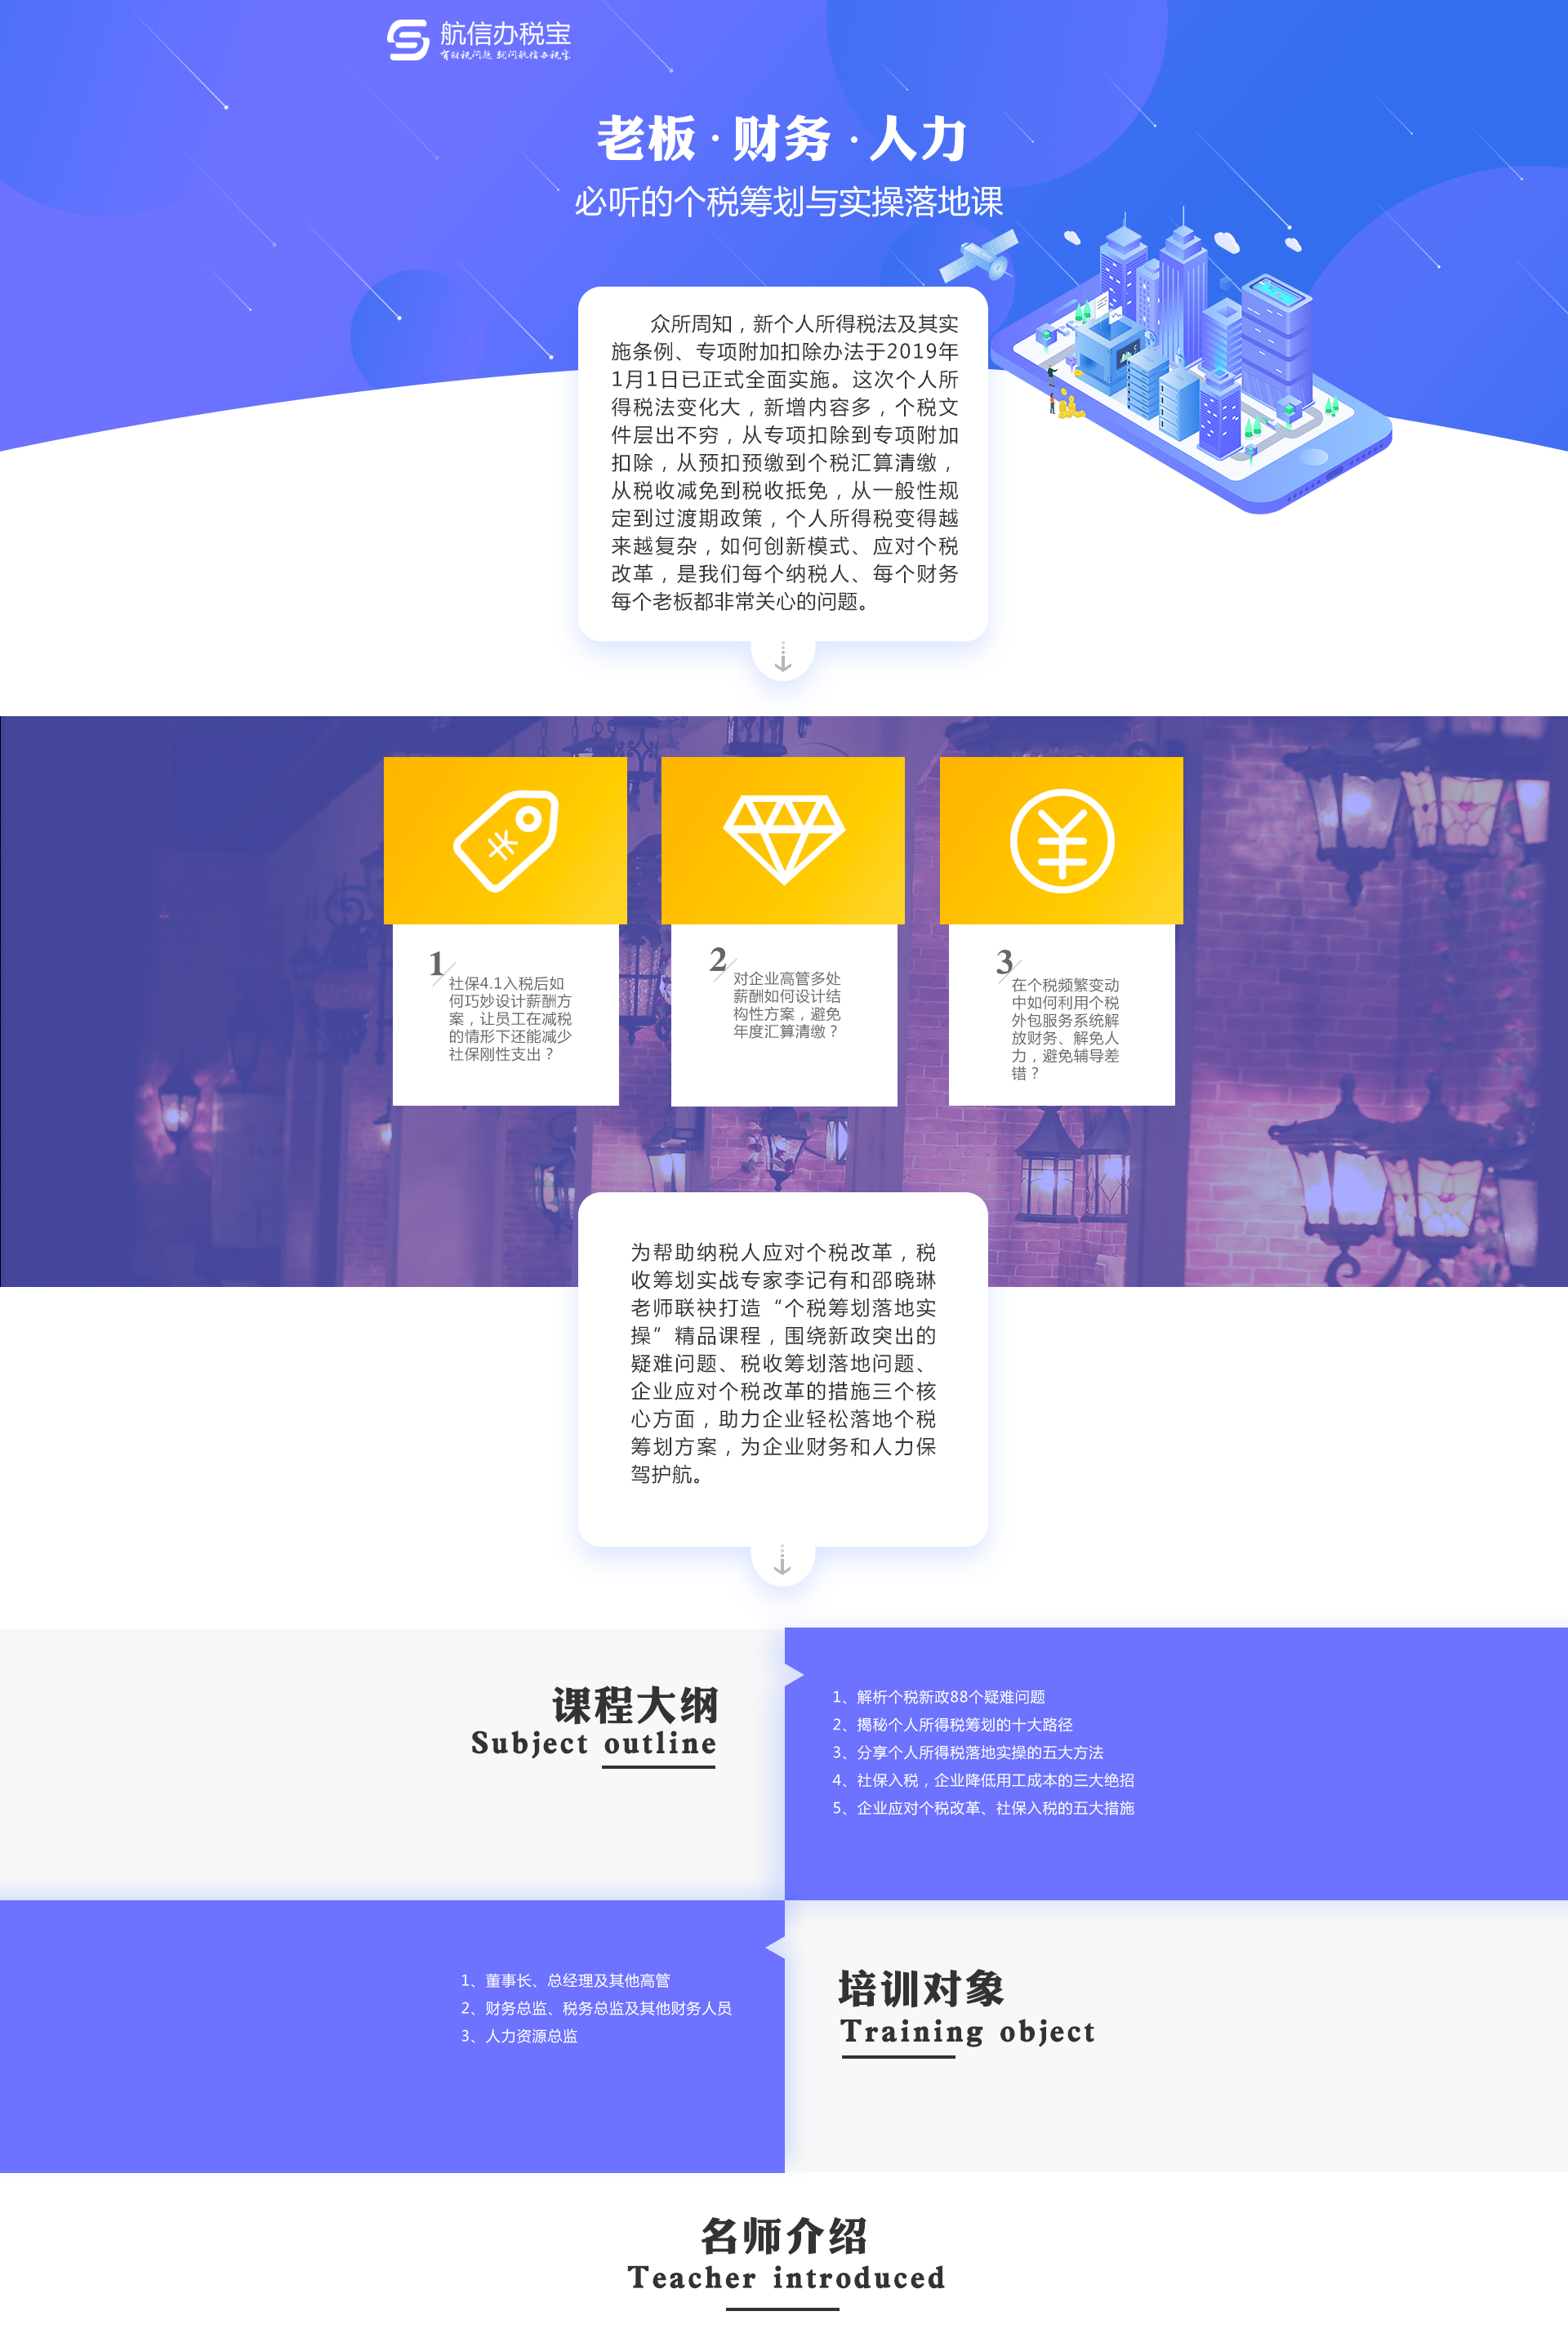 航信办税宝
有财税问题 就问航信办税宝
老板·财务·人力
必听的个税筹划与实操落地课
众所周知，新个人所得税法及其实
施条例、专项附加扣除办法于2019年
1月1日已正式全面实施。这次个人所
得税法变化大，新增内容多，个税文
件层出不穷，从专项扣除到专项附加
扣除，从预扣预缴到个税汇算清缴，
从税收减免到税收抵免，从一般性规
定到过渡期政策，个人所得税变得越
来越复杂，如何创新模式、应对个税
改革，是我们每个纳税人、每个财务
每个老板都非常关心的问题。
1
社保4.1入税后如
何巧妙设计薪酬方
案，让员工在减税
的情形下还能减少
社保刚性支出？
2
对企业高管多处
薪酬如何设计结
构性方案，避免
年度汇算清缴？
3
在个税频繁变动
中如何利用个税
外包服务系统解
放财务、解免人
力，避免辅导差
错？
为帮助纳税人应对个税改革，税
收筹划实战专家李记有和邵晓琳
老师联袂打造“个税筹划落地实
操”精品课程，围绕新政突出的
疑难问题、税收筹划落地问题、
企业应对个税改革的措施三个核
心方面，助力企业轻松落地个税
筹划方案，为企业财务和人力保
驾护航。
课程大纲
Subject outline
1、解析个税新政88个疑难问题
2、揭秘个人所得税筹划的十大路径
3、分享个人所得税落地实操的五大方法
4、社保入税，企业降低用工成本的三大绝招
5、企业应对个税改革、社保入税的五大措施
1、董事长、总经理及其他高管
2、财务总监、税务总监及其他财务人员
3、人力资源总监
培训对象
Training object
名师介绍
Teacher introduced